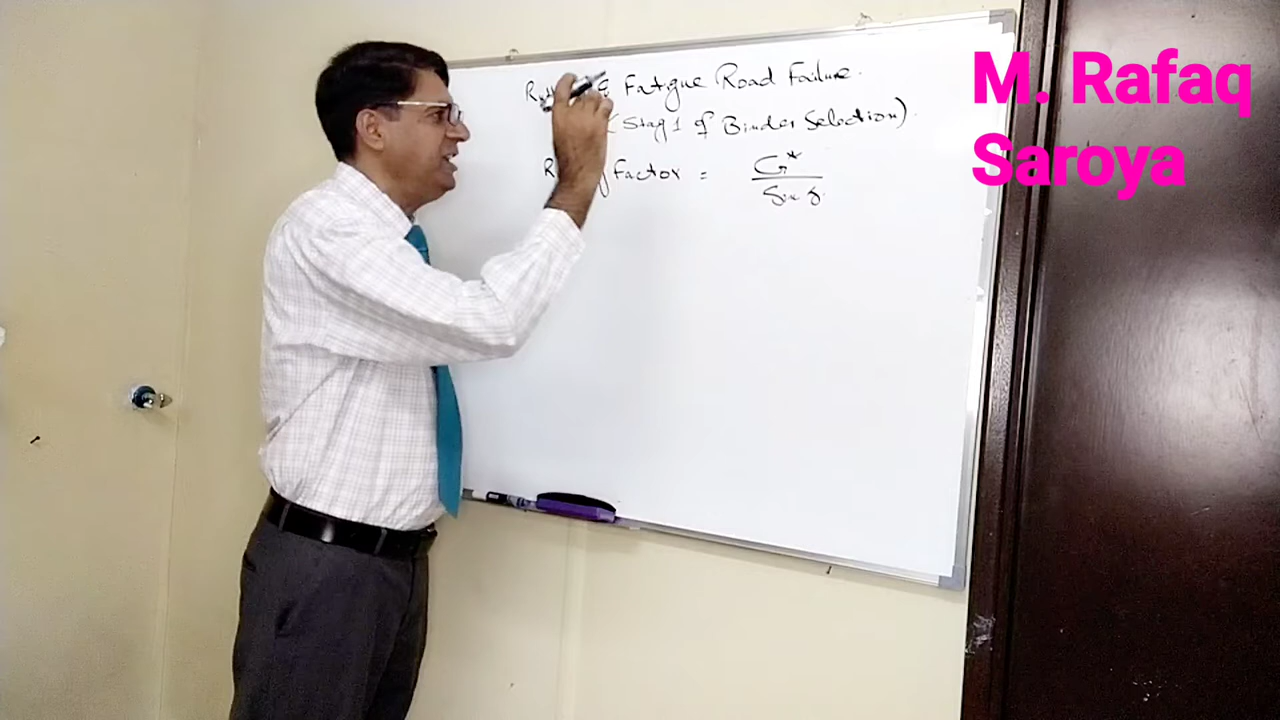 & Fatigue Road Failure.
(Stag 1 of Binder Selection).
Factor = G* / Sin δ
M. Rafaq
Saroya